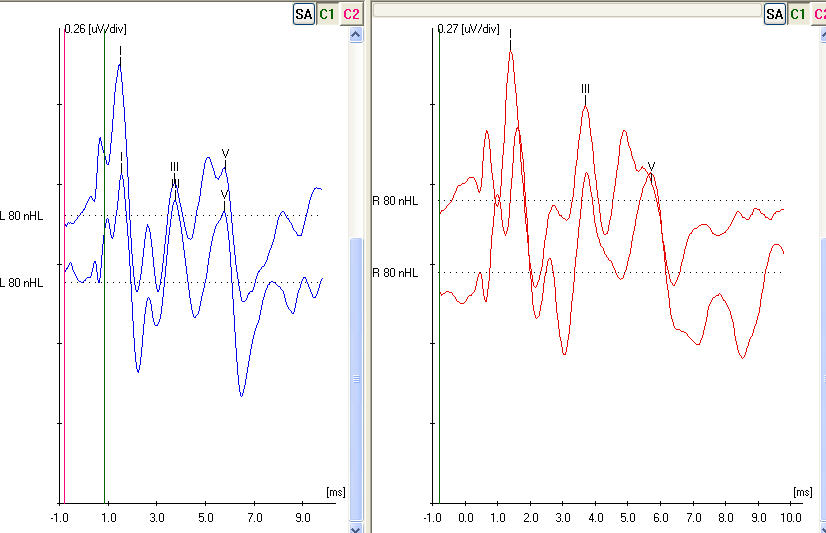 SA C1 C2
0.26 [uV/div]
I
I
III
III
V
V
L 80 nHL
L 80 nHL
[ms]
-1.0 1.0 3.0 5.0 7.0 9.0
SA C1 C2
0.27 [uV/div]
I
III
V
R 80 nHL
R 80 nHL
[ms]
-1.0 0.0 1.0 2.0 3.0 4.0 5.0 6.0 7.0 8.0 9.0 10.0